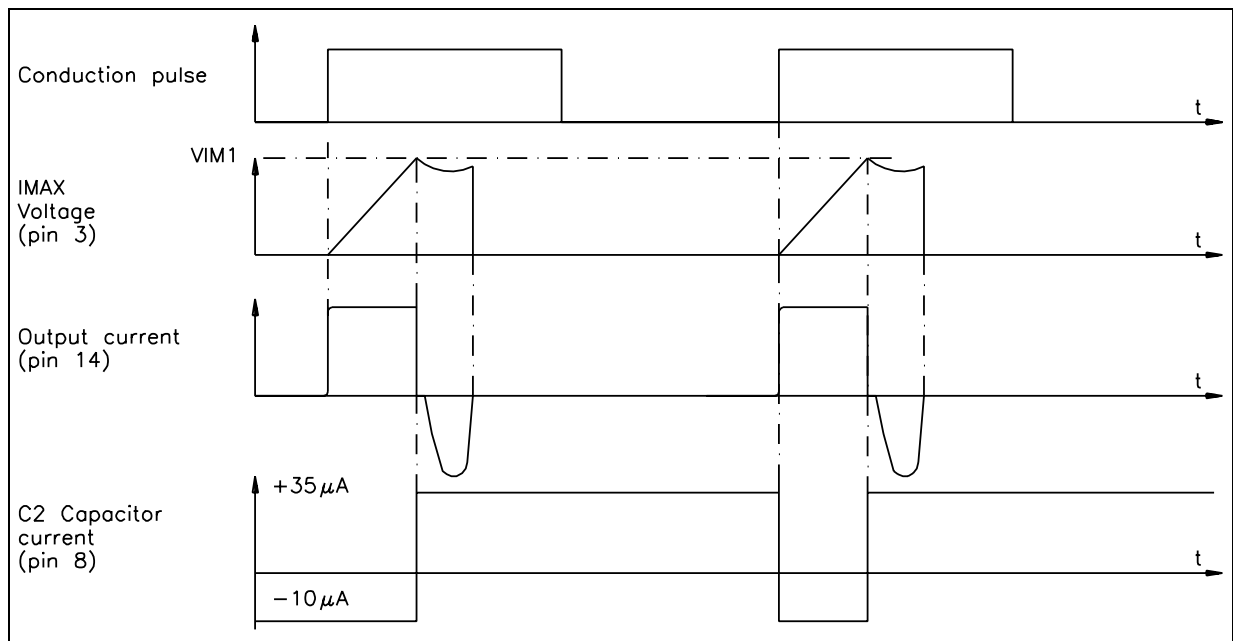 Conduction pulse
t
VIM1
IMAX
Voltage
(pin 3)
t
Output current
(pin 14)
t
+35μA
C2 Capacitor
current
(pin 8)
t
−10μA